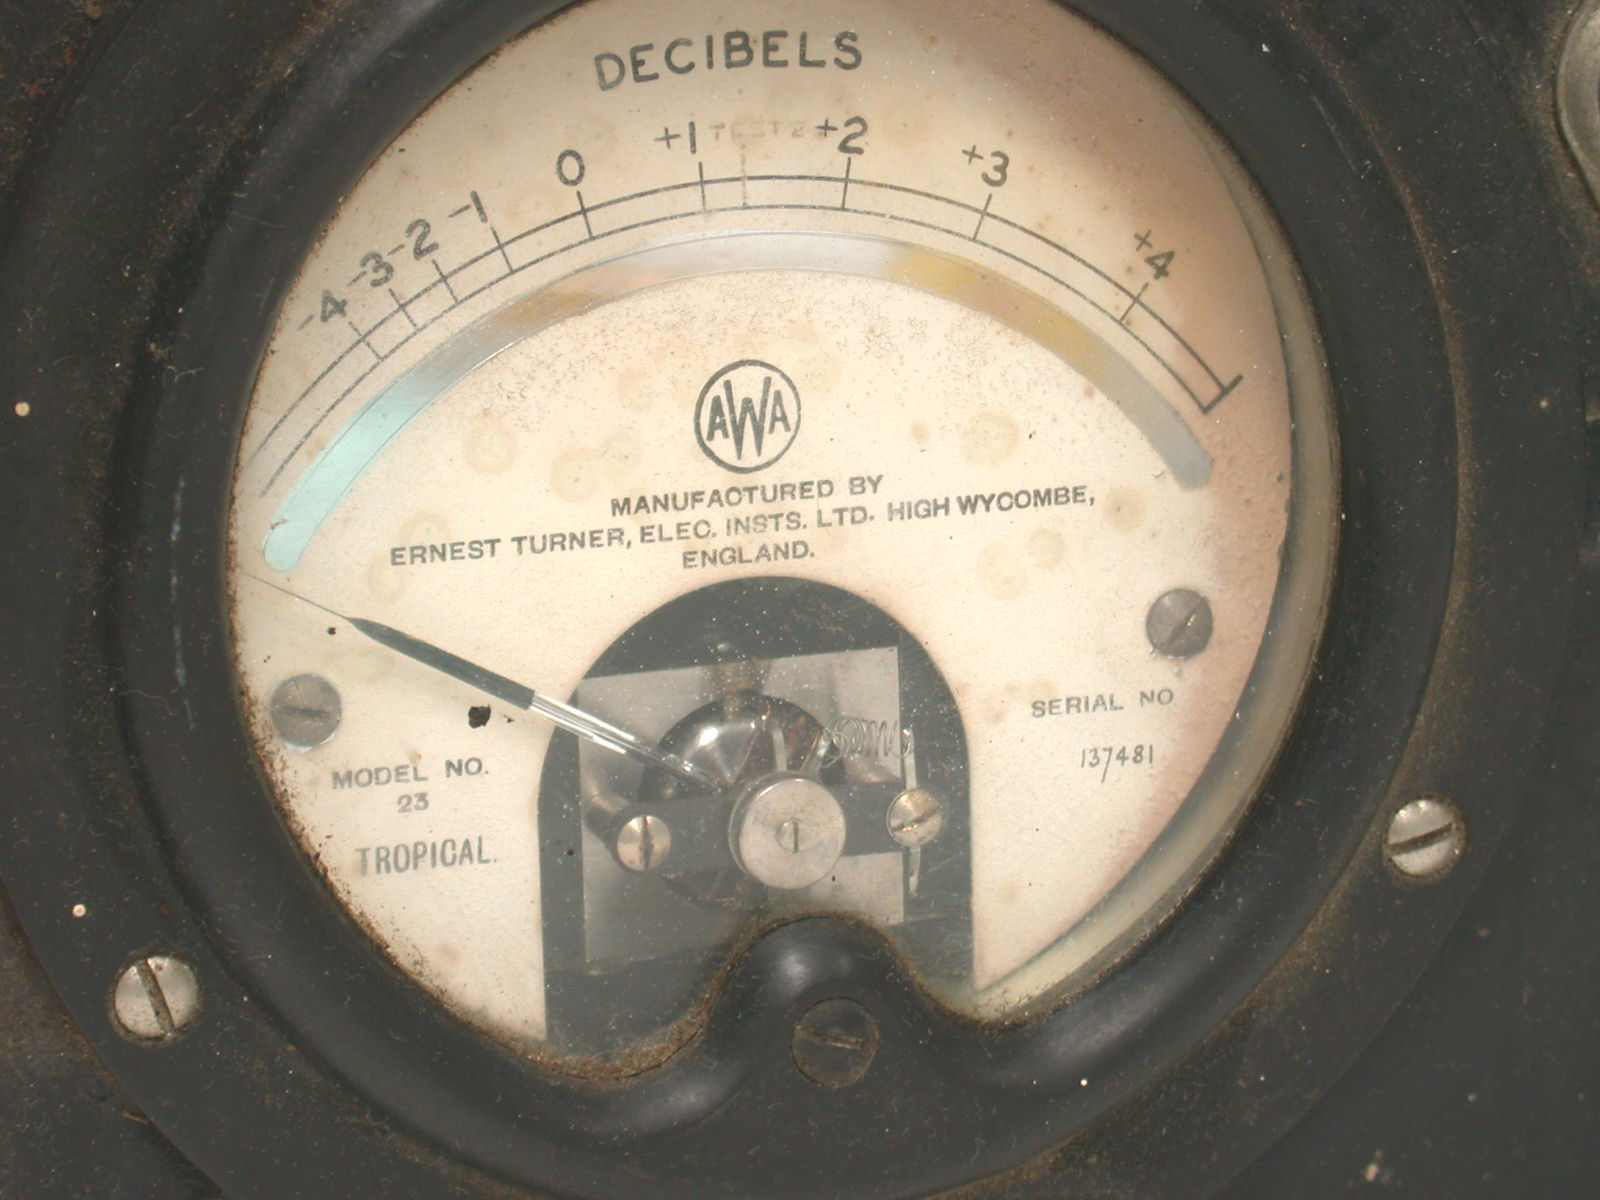 DECIBELS
-4 -3 -2 -1 0 +1 TEST +2 +3 +4
AWA
MANUFACTURED BY
ERNEST TURNER, ELEC. INSTS. LTD. HIGH WYCOMBE,
ENGLAND.
MODEL NO.
23
TROPICAL.
SERIAL NO
137481